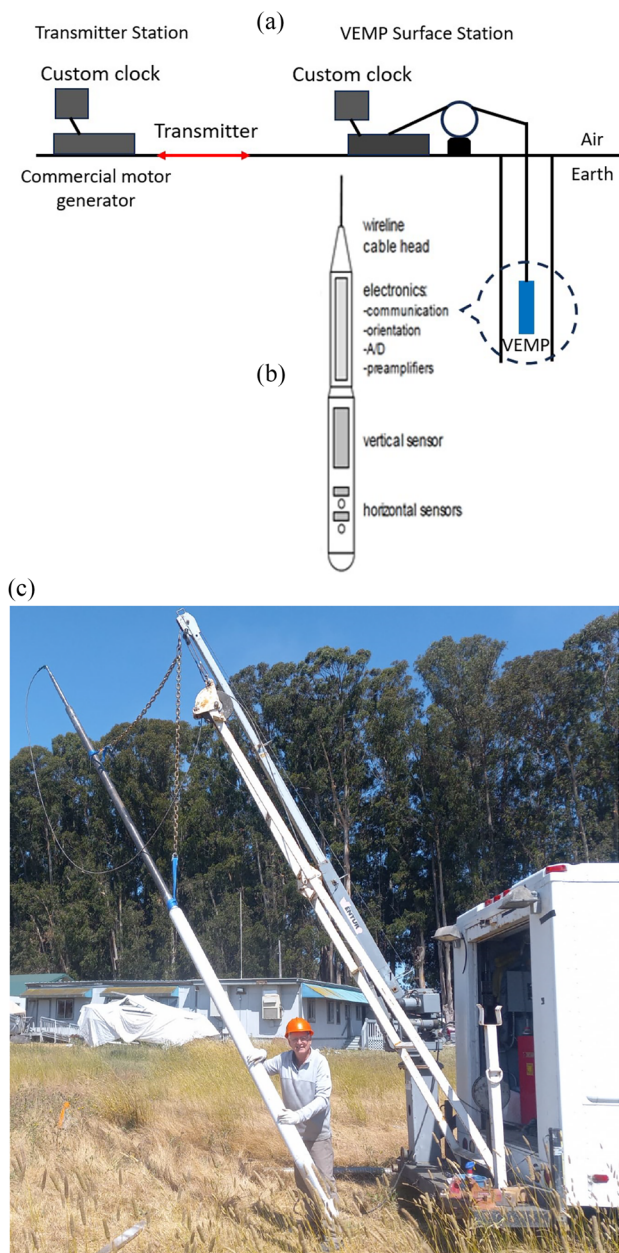 (a)
Transmitter Station
VEMP Surface Station
Custom clock
Custom clock
Transmitter
Air
Earth
Commercial motor
generator
wireline
cable head
electronics:
-communication
-orientation
-A/D
-preamplifiers
VEMP
(b)
vertical sensor
horizontal sensors
(c)